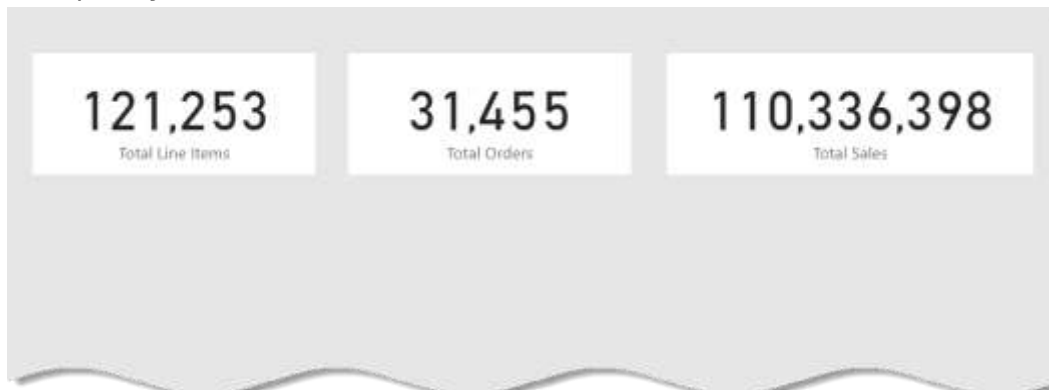 121,253
Total Line Items
31,455
Total Orders
110,336,398
Total Sales